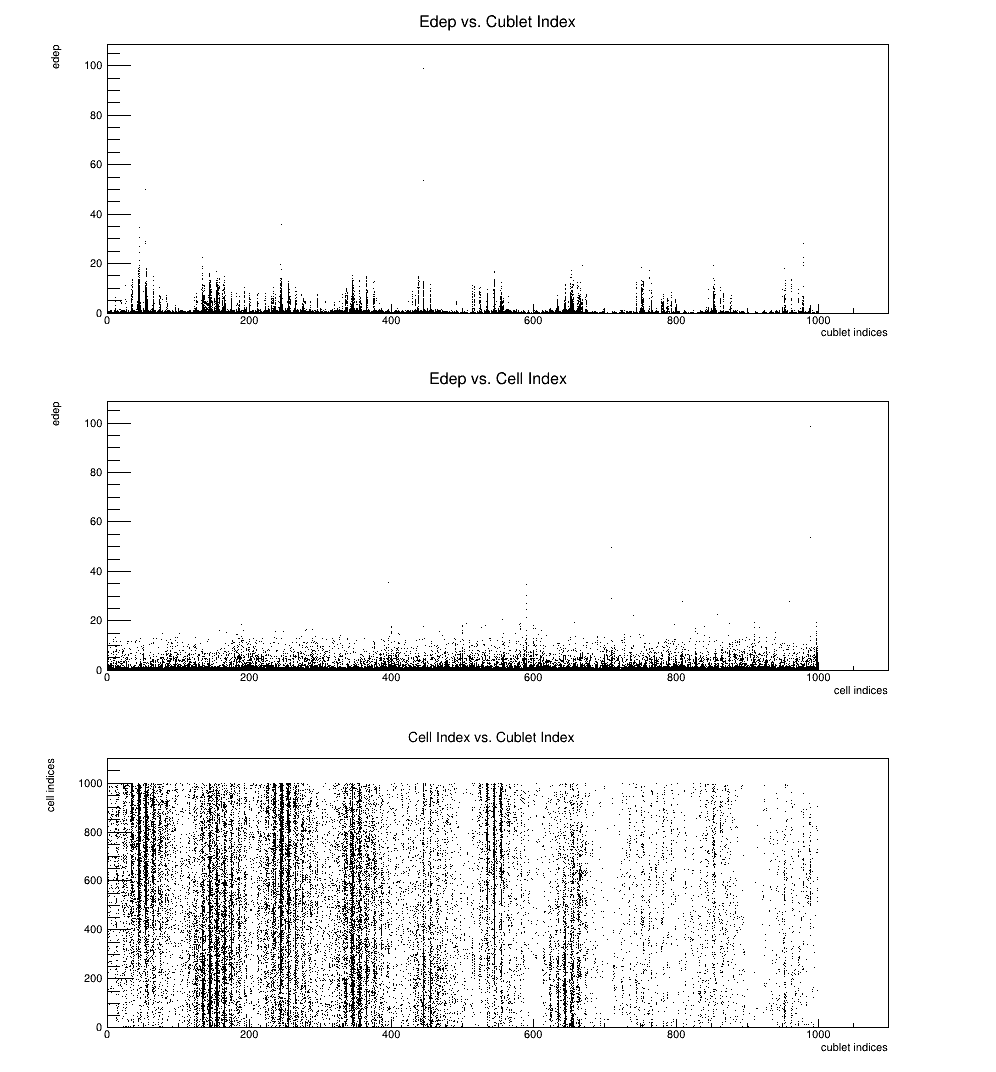 Edep vs. Cublet Index
edep
100
80
60
40
20
0
0 200 400 600 800 1000
cublet indices
Edep vs. Cell Index
edep
100
80
60
40
20
0
0 200 400 600 800 1000
cell indices
Cell Index vs. Cublet Index
cell indices
1000
800
600
400
200
0
0 200 400 600 800 1000
cublet indices